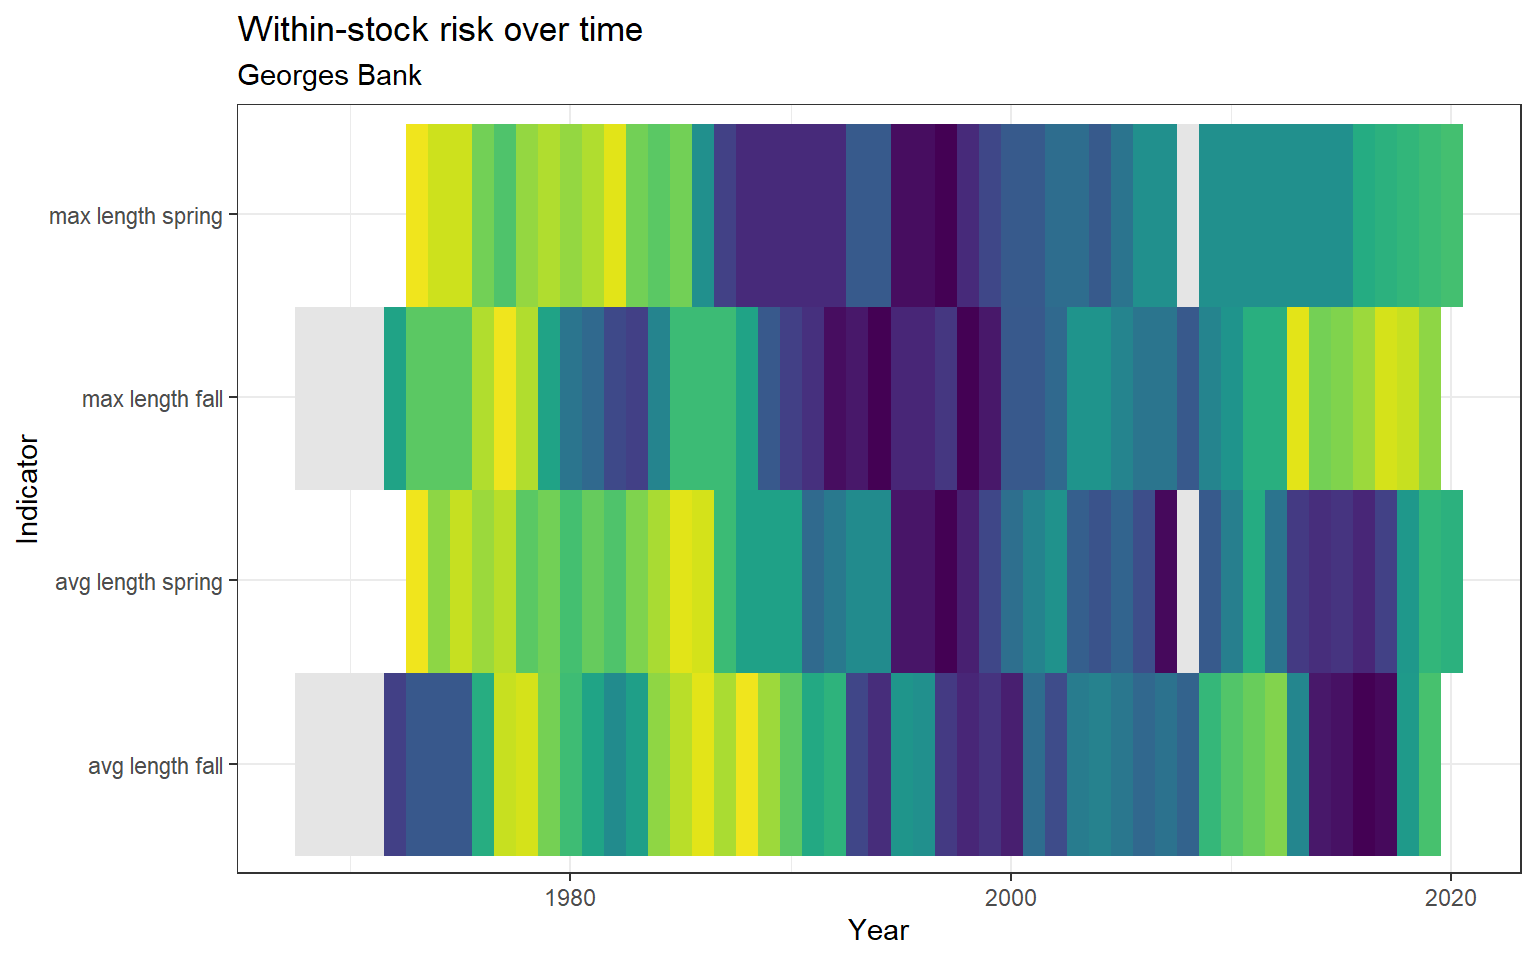 Within-stock risk over time
Georges Bank
max length spring
max length fall
avg length spring
avg length fall
Indicator
1980
2000
2020
Year